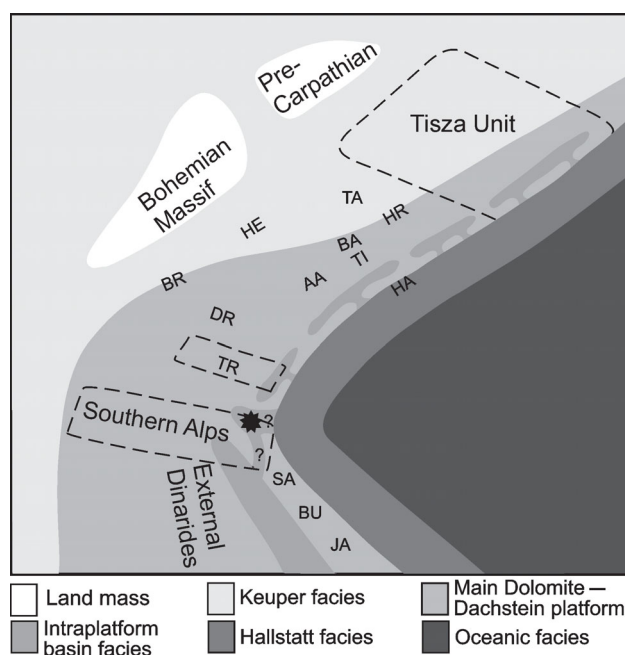 Pre-
Carpathian
Tisza Unit
Bohemian
Massif
TA
HR
HE
BA
TI
BR
AA
HA
DR
TR
Southern Alps
?
?
SA
External
Dinarides
BU
JA
Land mass
Keuper facies
Main Dolomite —
Dachstein platform
Intraplatform
basin facies
Hallstatt facies
Oceanic facies